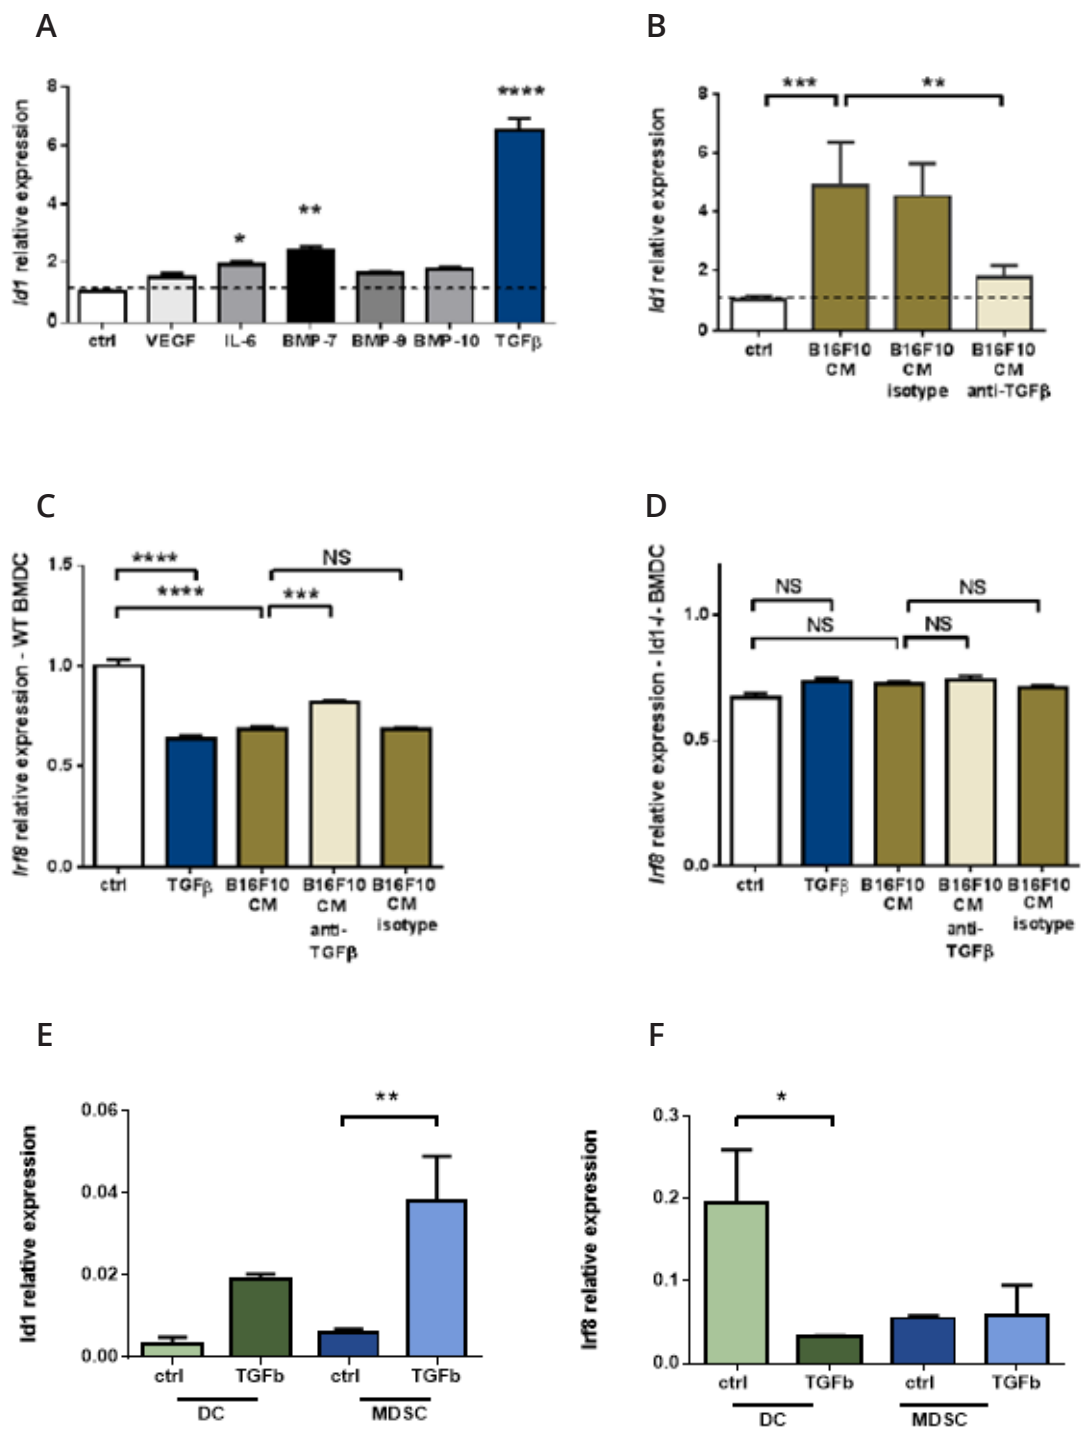 A
B
Id1 relative expression
8
6
4
2
0
*
**
****
ctrl
VEGF
IL-6
BMP-7
BMP-9
BMP-10
TGFβ
Id1 relative expression
8
6
4
2
0
***
**
ctrl
B16F10
CM
B16F10
CM
isotype
B16F10
CM
anti-TGFβ
C
D
Irf8 relative expression - WT BMDC
1.5
1.0
0.5
0.0
****
NS
****
***
ctrl
TGFβ
B16F10
CM
B16F10
CM
anti-
TGFβ
B16F10
CM
isotype
Irf8 relative expression - Id1-/- BMDC
1.0
0.5
0.0
NS
NS
NS
NS
ctrl
TGFβ
B16F10
CM
B16F10
CM
anti-
TGFβ
B16F10
CM
isotype
E
F
Id1 relative expression
0.06
0.04
0.02
0.00
**
ctrl
TGFb
ctrl
TGFb
DC
MDSC
Irf8 relative expression
0.3
0.2
0.1
0.0
*
ctrl
TGFb
ctrl
TGFb
DC
MDSC